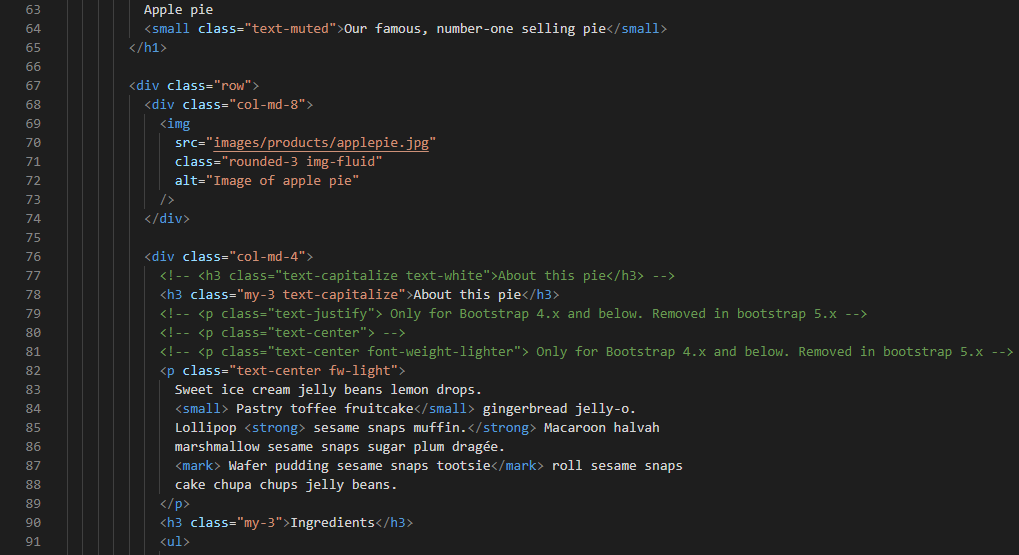 63 Apple pie
64 <small class="text-muted">Our famous, number-one selling pie</small>
65 </h1>
66
67 <div class="row">
68 <div class="col-md-8">
69 <img
70 src="images/products/applepie.jpg"
71 class="rounded-3 img-fluid"
72 alt="Image of apple pie"
73 />
74 </div>
75
76 <div class="col-md-4">
77 <!-- <h3 class="text-capitalize text-white">About this pie</h3> -->
78 <h3 class="my-3 text-capitalize">About this pie</h3>
79 <!-- <p class="text-justify"> Only for Bootstrap 4.x and below. Removed in bootstrap 5.x -->
80 <!-- <p class="text-center"> -->
81 <!-- <p class="text-center font-weight-lighter"> Only for Bootstrap 4.x and below. Removed in bootstrap 5.x -->
82 <p class="text-center fw-light">
83 Sweet ice cream jelly beans lemon drops.
84 <small> Pastry toffee fruitcake</small> gingerbread jelly-o.
85 Lollipop <strong> sesame snaps muffin.</strong> Macaroon halvah
86 marshmallow sesame snaps sugar plum dragée.
87 <mark> Wafer pudding sesame snaps tootsie</mark> roll sesame snaps
88 cake chupa chups jelly beans.
89 </p>
90 <h3 class="my-3">Ingredients</h3>
91 <ul>